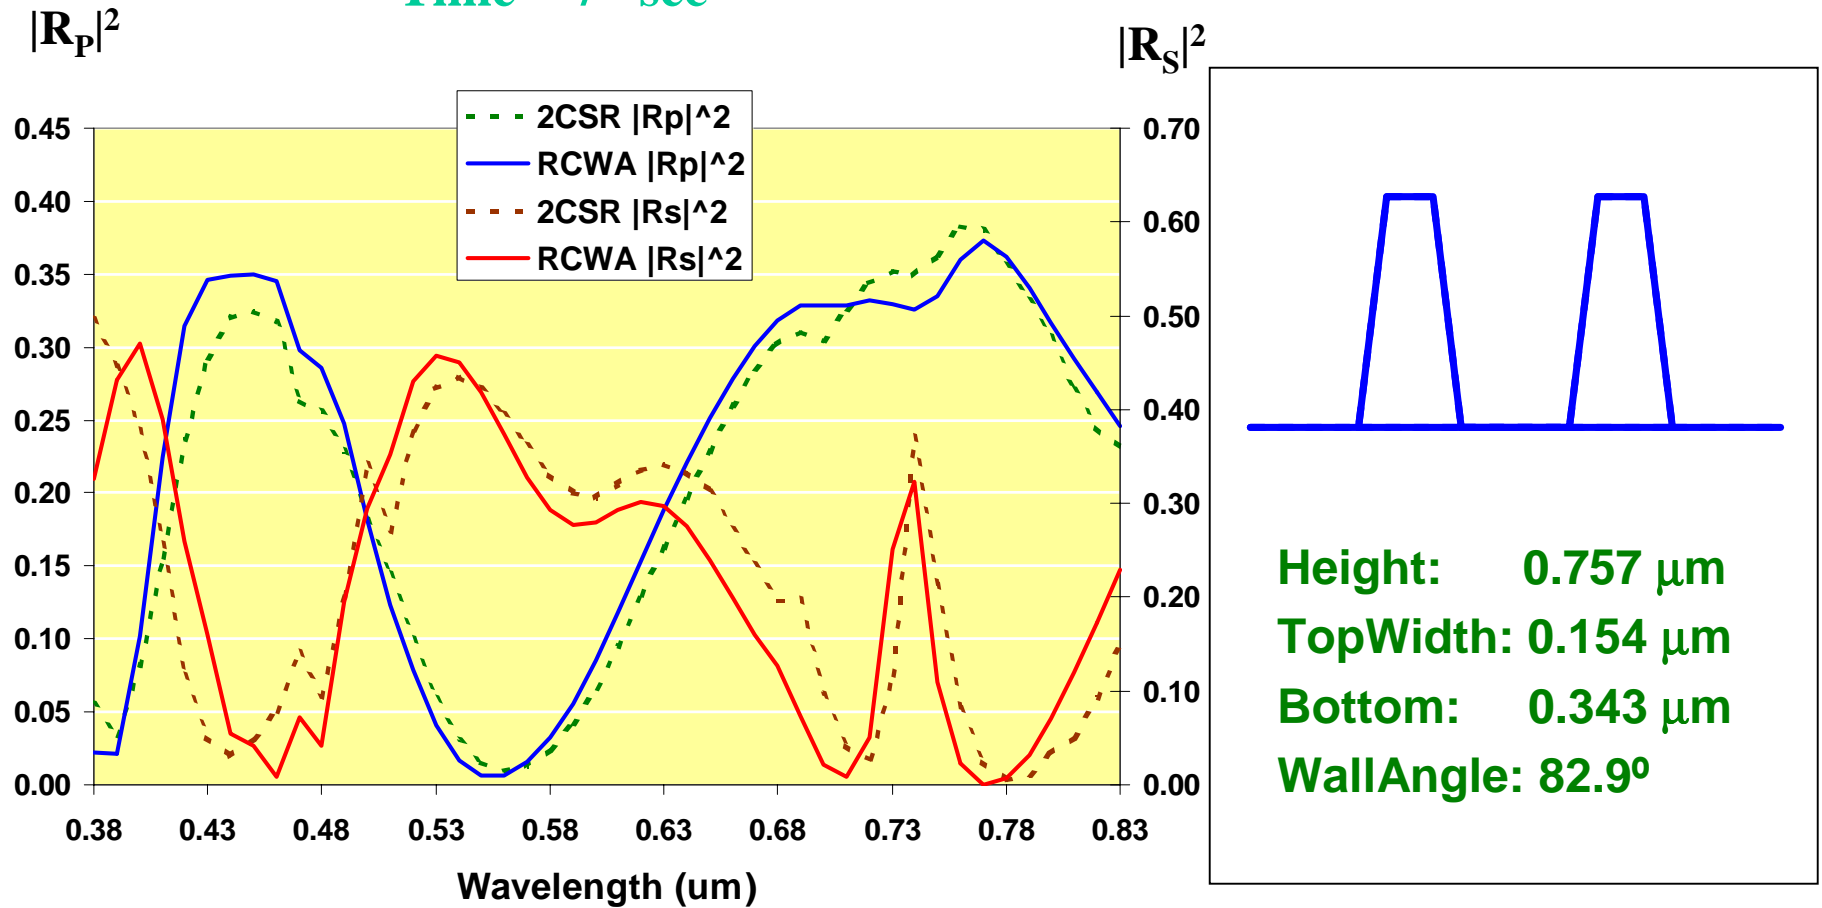 |R_P|²
|R_S|²
2CSR |Rp|^2
RCWA |Rp|^2
2CSR |Rs|^2
RCWA |Rs|^2
0.45
0.40
0.35
0.30
0.25
0.20
0.15
0.10
0.05
0.00
0.70
0.60
0.50
0.40
0.30
0.20
0.10
0.00
0.38 0.43 0.48 0.53 0.58 0.63 0.68 0.73 0.78 0.83
Wavelength (um)
Height: 0.757 μm
TopWidth: 0.154 μm
Bottom: 0.343 μm
WallAngle: 82.9º